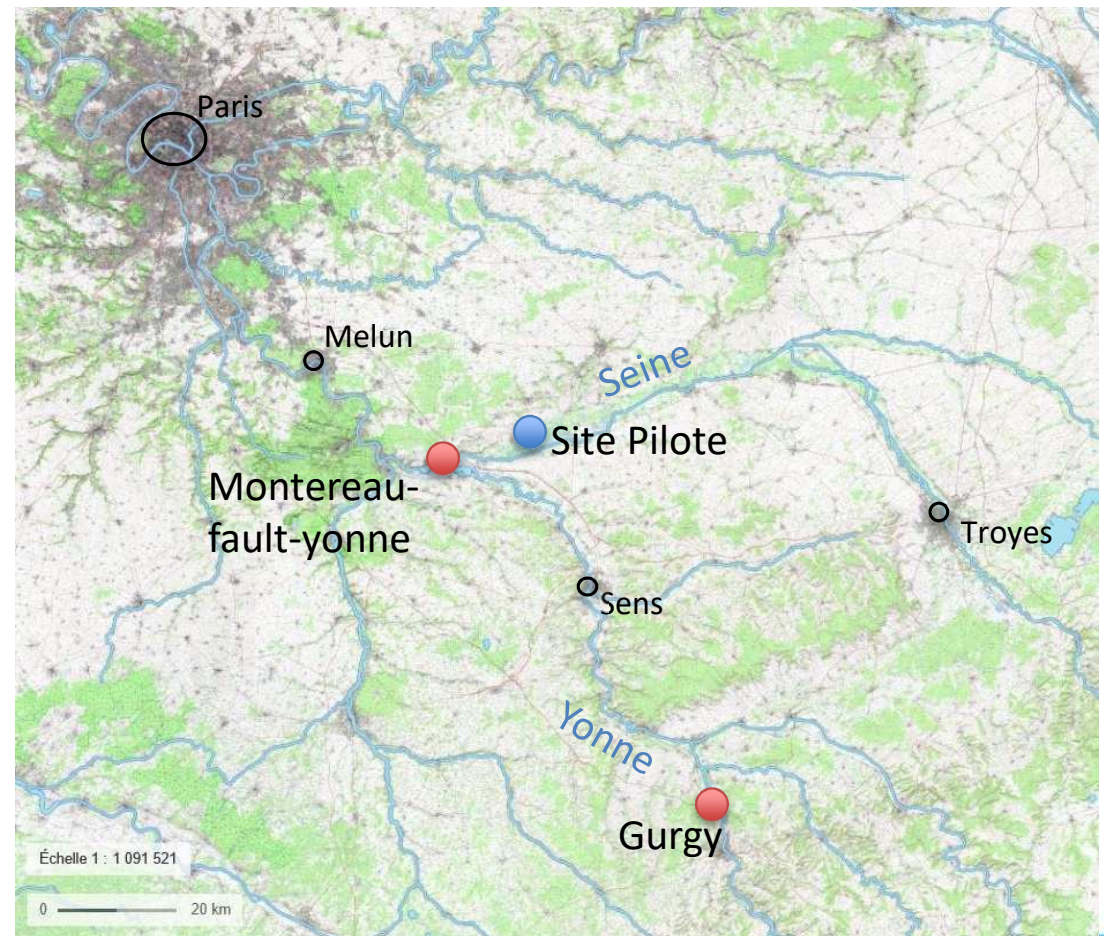 Paris
Melun
Seine
Site Pilote
Montereau-
fault-yonne
Troyes
Sens
Yonne
Gurgy
Échelle 1 : 1 091 521
0 20 km